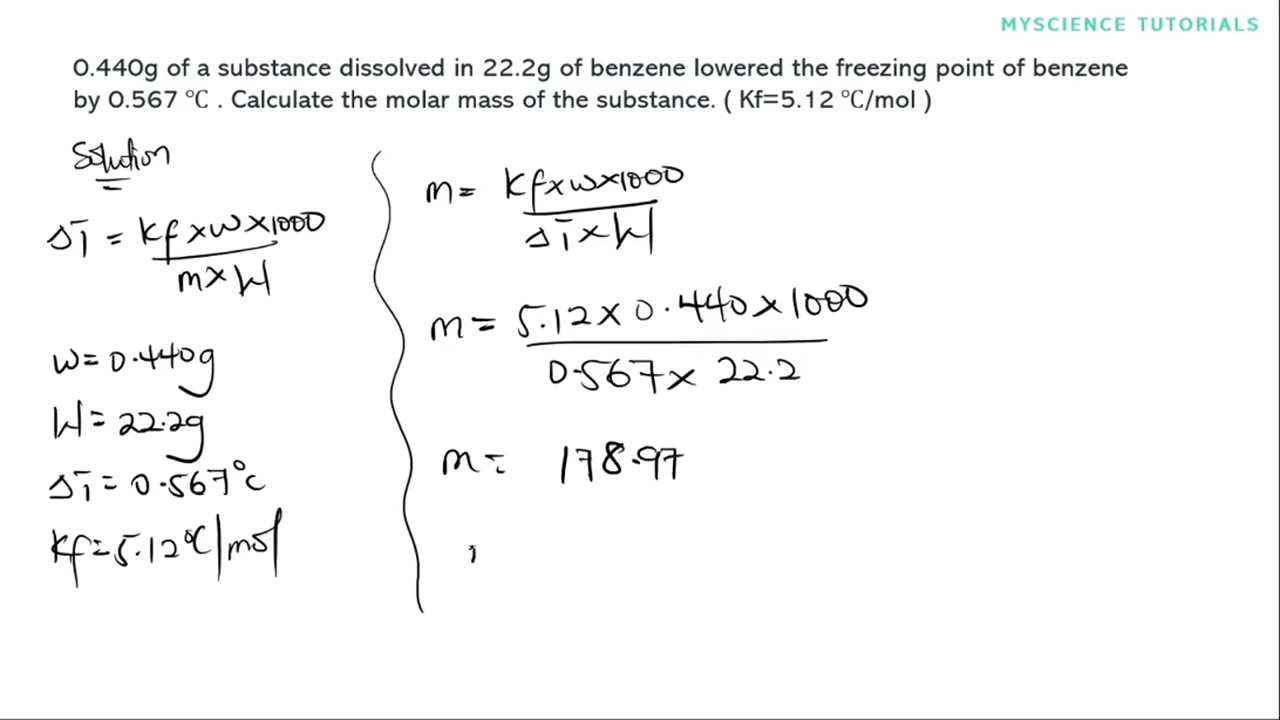 MYSCIENCE TUTORIALS
0.440g of a substance dissolved in 22.2g of benzene lowered the freezing point of benzene
by 0.567 °C . Calculate the molar mass of the substance. ( Kf=5.12 °C/mol )
Solution
ΔT = Kf×w×1000
m×W
w=0.440g
W=22.2g
ΔT=0.567°C
Kf=5.12°C/mol
m= Kf×w×1000
ΔT×W
m= 5.12×0.440×1000
0.567× 22.2
m= 178.97